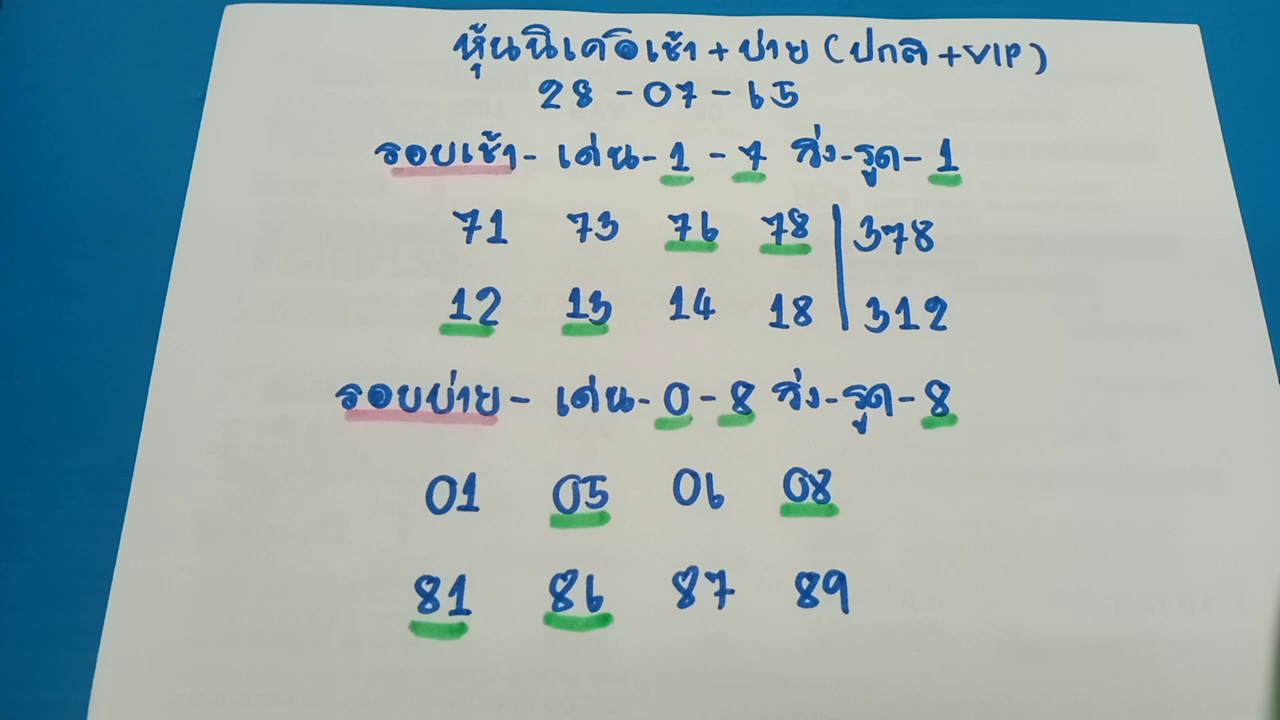 หุ้นนิเคอิเช้า + บ่าย (ปกติ + VIP)
28 - 07 - 65
รอบเช้า - เด่น - 1 - 7 วิ่ง - รูด - 1
71 73 76 78 | 378
12 13 14 18 | 312
รอบบ่าย - เด่น - 0 - 8 วิ่ง - รูด - 8
01 05 06 08
81 86 87 89